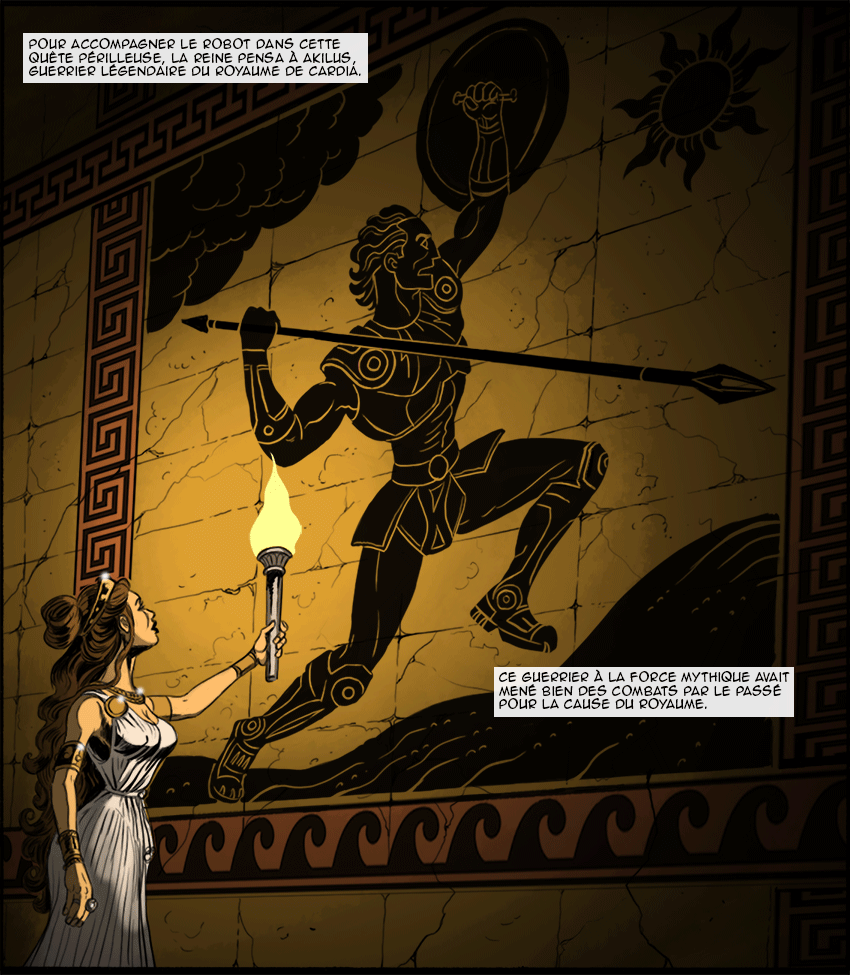 POUR ACCOMPAGNER LE ROBOT DANS CETTE
QUÊTE PÉRILLEUSE, LA REINE PENSA À AKILUS,
GUERRIER LÉGENDAIRE DU ROYAUME DE CARDIA.
CE GUERRIER À LA FORCE MYTHIQUE AVAIT
MENÉ BIEN DES COMBATS PAR LE PASSÉ
POUR LA CAUSE DU ROYAUME.